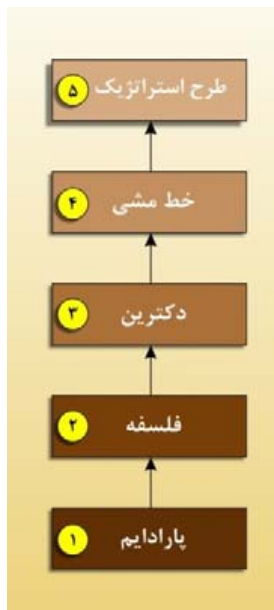 طرح استراتژیک ۵
خط مشی ۴
دکترین ۳
فلسفه ۲
پارادایم ۱